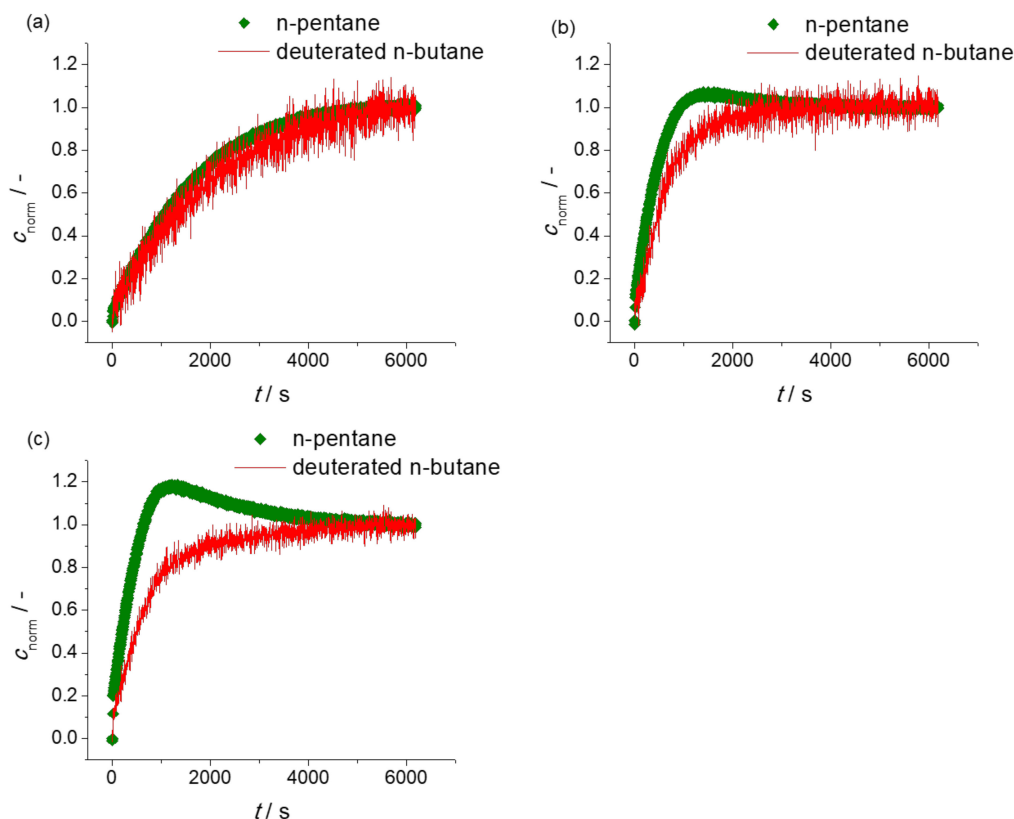 (a)
n-pentane
deuterated n-butane
1.2
1.0
0.8
0.6
0.4
0.2
0.0
c_norm / -
0 2000 4000 6000
t / s
(b)
n-pentane
deuterated n-butane
1.2
1.0
0.8
0.6
0.4
0.2
0.0
c_norm / -
0 2000 4000 6000
t / s
(c)
n-pentane
deuterated n-butane
1.2
1.0
0.8
0.6
0.4
0.2
0.0
c_norm / -
0 2000 4000 6000
t / s